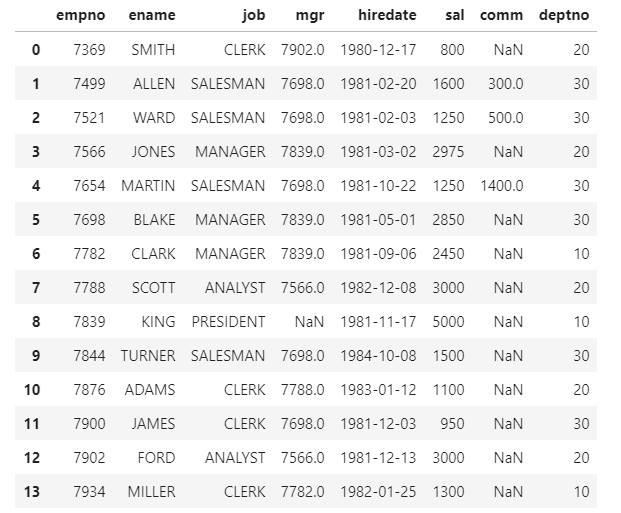 empno ename job mgr hiredate sal comm deptno
0 7369 SMITH CLERK 7902.0 1980-12-17 800 NaN 20
1 7499 ALLEN SALESMAN 7698.0 1981-02-20 1600 300.0 30
2 7521 WARD SALESMAN 7698.0 1981-02-03 1250 500.0 30
3 7566 JONES MANAGER 7839.0 1981-03-02 2975 NaN 20
4 7654 MARTIN SALESMAN 7698.0 1981-10-22 1250 1400.0 30
5 7698 BLAKE MANAGER 7839.0 1981-05-01 2850 NaN 30
6 7782 CLARK MANAGER 7839.0 1981-09-06 2450 NaN 10
7 7788 SCOTT ANALYST 7566.0 1982-12-08 3000 NaN 20
8 7839 KING PRESIDENT NaN 1981-11-17 5000 NaN 10
9 7844 TURNER SALESMAN 7698.0 1984-10-08 1500 NaN 30
10 7876 ADAMS CLERK 7788.0 1983-01-12 1100 NaN 20
11 7900 JAMES CLERK 7698.0 1981-12-03 950 NaN 30
12 7902 FORD ANALYST 7566.0 1981-12-13 3000 NaN 20
13 7934 MILLER CLERK 7782.0 1982-01-25 1300 NaN 10